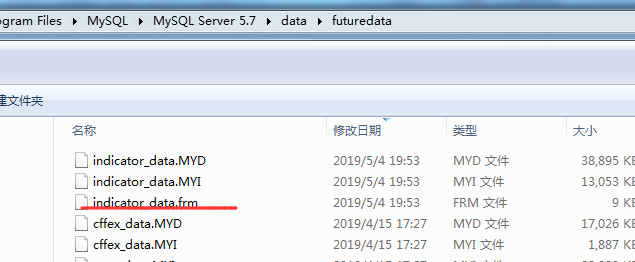 ogram Files ▸ MySQL ▸ MySQL Server 5.7 ▸ data ▸ futuredata
建文件夹
名称 修改日期 类型 大小
indicator_data.MYD 2019/5/4 19:53 MYD 文件 38,895 KB
indicator_data.MYI 2019/5/4 19:53 MYI 文件 13,053 KB
indicator_data.frm 2019/5/4 19:53 FRM 文件 9 KB
cffex_data.MYD 2019/4/15 17:27 MYD 文件 17,026 KB
cffex_data.MYI 2019/4/15 17:27 MYI 文件 1,887 KB